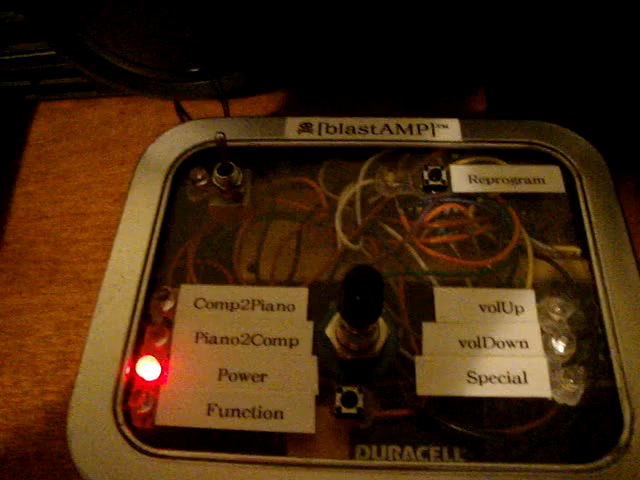 [blastAMP]™
Reprogram
Comp2Piano
Piano2Comp
Power
Function
volUp
volDown
Special
DURACELL